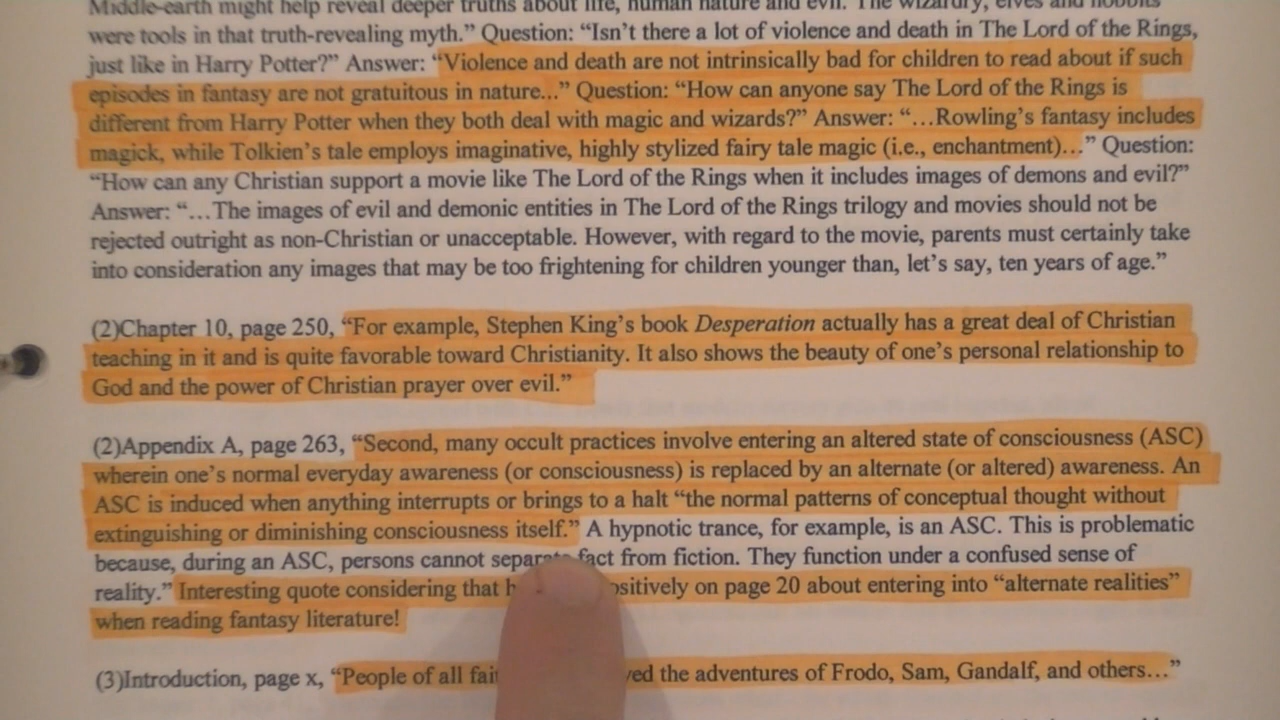 Middle-earth might help reveal deeper truths about life, human nature and evil. The wizardry, elves and hobbits
were tools in that truth-revealing myth.” Question: “Isn’t there a lot of violence and death in The Lord of the Rings,
just like in Harry Potter?” Answer: “Violence and death are not intrinsically bad for children to read about if such
episodes in fantasy are not gratuitous in nature...” Question: “How can anyone say The Lord of the Rings is
different from Harry Potter when they both deal with magic and wizards?” Answer: “…Rowling’s fantasy includes
magick, while Tolkien’s tale employs imaginative, highly stylized fairy tale magic (i.e., enchantment)…” Question:
“How can any Christian support a movie like The Lord of the Rings when it includes images of demons and evil?”
Answer: “…The images of evil and demonic entities in The Lord of the Rings trilogy and movies should not be
rejected outright as non-Christian or unacceptable. However, with regard to the movie, parents must certainly take
into consideration any images that may be too frightening for children younger than, let’s say, ten years of age.”
(2)Chapter 10, page 250, “For example, Stephen King’s book Desperation actually has a great deal of Christian
teaching in it and is quite favorable toward Christianity. It also shows the beauty of one’s personal relationship to
God and the power of Christian prayer over evil.”
(2)Appendix A, page 263, “Second, many occult practices involve entering an altered state of consciousness (ASC)
wherein one’s normal everyday awareness (or consciousness) is replaced by an alternate (or altered) awareness. An
ASC is induced when anything interrupts or brings to a halt “the normal patterns of conceptual thought without
extinguishing or diminishing consciousness itself.” A hypnotic trance, for example, is an ASC. This is problematic
because, during an ASC, persons cannot separate fact from fiction. They function under a confused sense of
reality.” Interesting quote considering that on page 20 about entering into “alternate realities”
when reading fantasy literature!
(3)Introduction, page x, “People of all the adventures of Frodo, Sam, Gandalf, and others…”